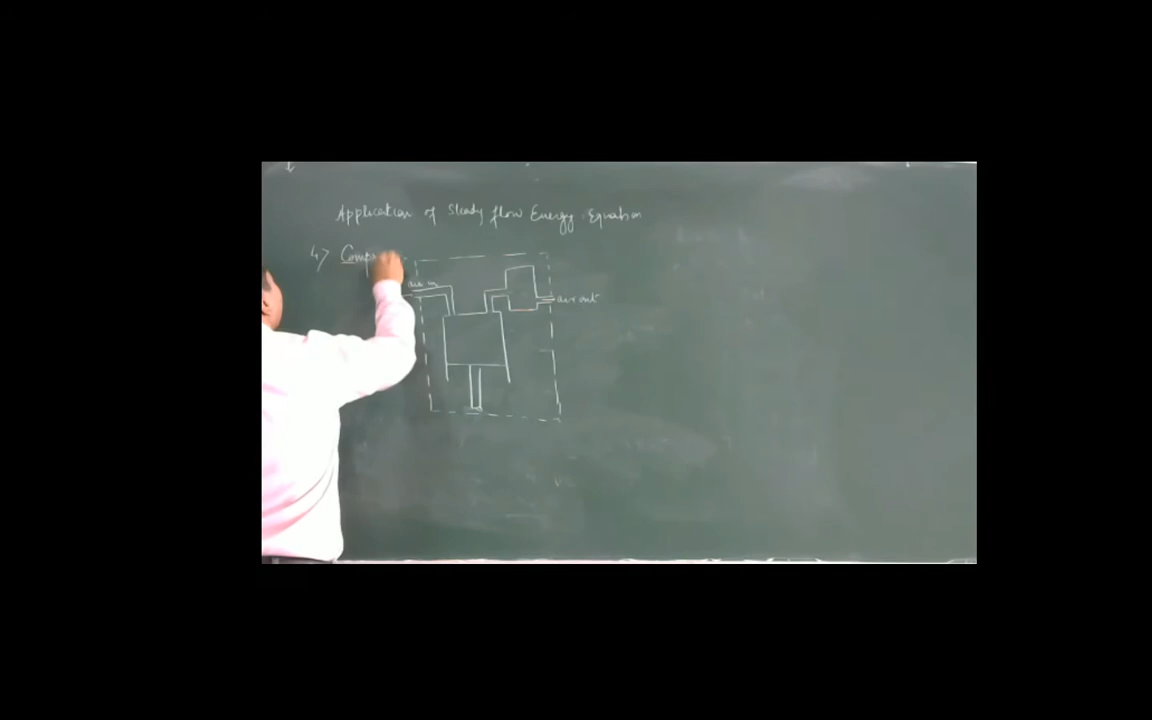 Application of Steady flow Energy Equation
4) Comp
air in
air out